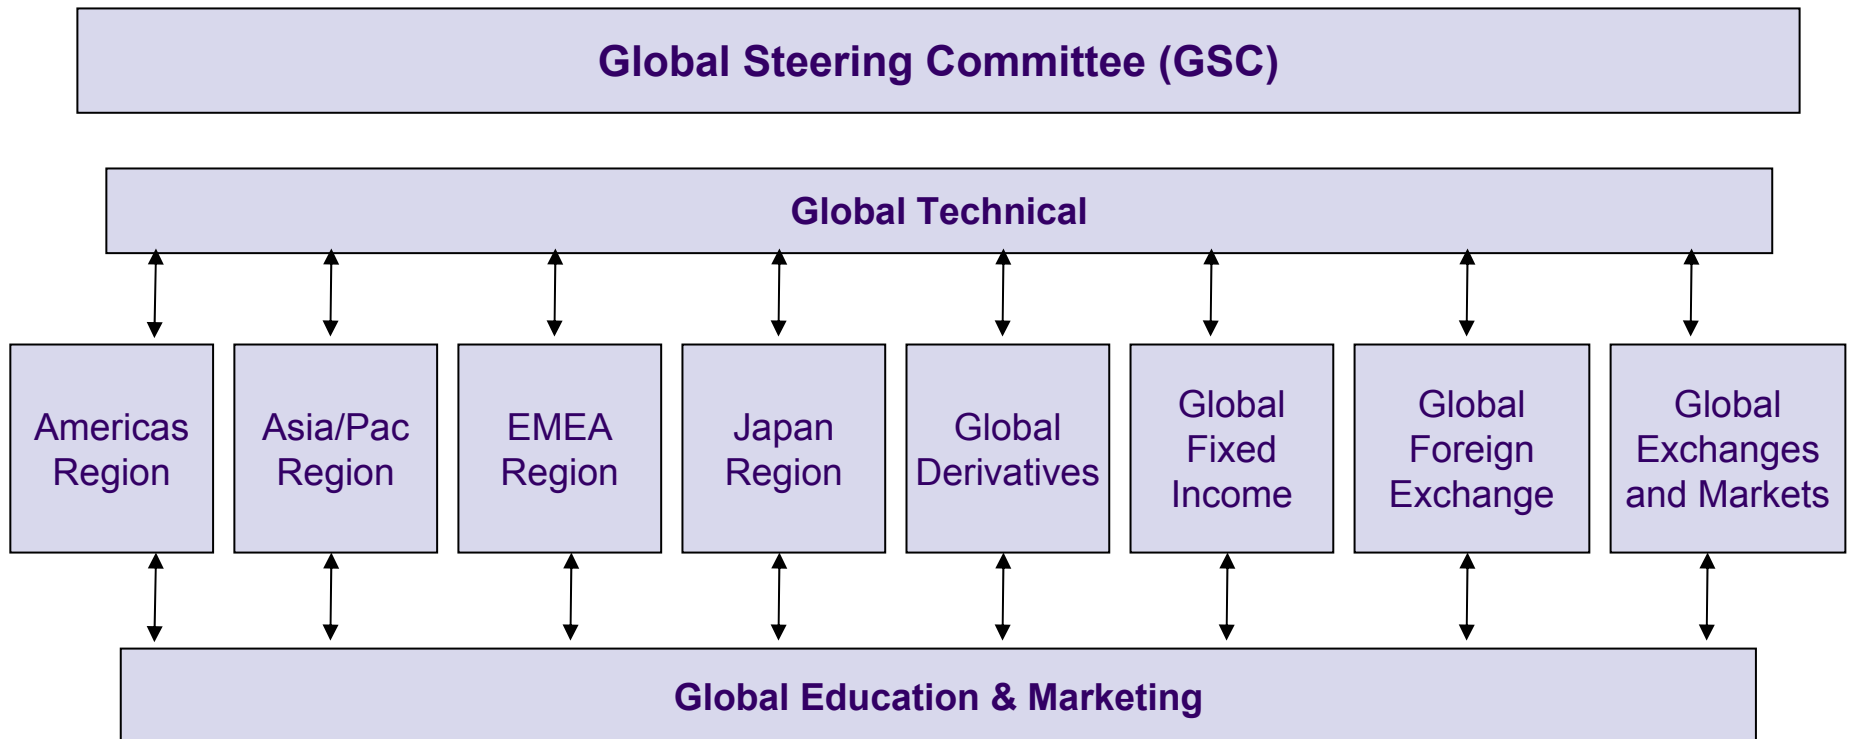 Global Steering Committee (GSC)
Global Technical
Americas
Region
Asia/Pac
Region
EMEA
Region
Japan
Region
Global
Derivatives
Global
Fixed
Income
Global
Foreign
Exchange
Global
Exchanges
and Markets
Global Education & Marketing